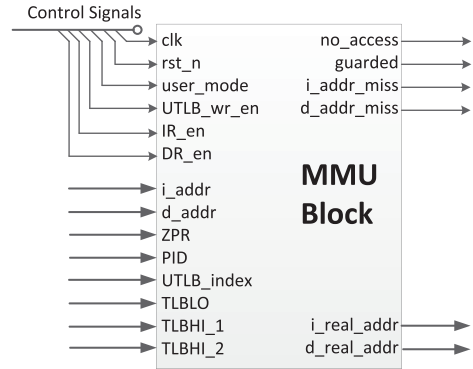 Control Signals
clk
rst_n
user_mode
UTLB_wr_en
IR_en
DR_en
i_addr
d_addr
ZPR
PID
UTLB_index
TLBLO
TLBHI_1
TLBHI_2
no_access
guarded
i_addr_miss
d_addr_miss
MMU
Block
i_real_addr
d_real_addr